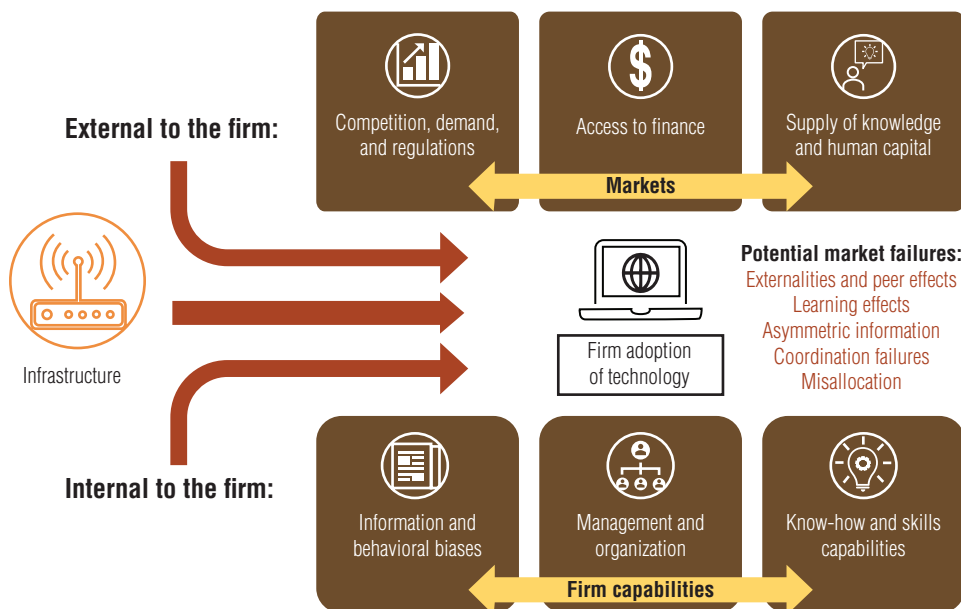 External to the firm:
Competition, demand,
and regulations
$
Access to finance
Supply of knowledge
and human capital
Markets
Infrastructure
Firm adoption
of technology
Potential market failures:
Externalities and peer effects
Learning effects
Asymmetric information
Coordination failures
Misallocation
Internal to the firm:
Information and
behavioral biases
Management and
organization
Know-how and skills
capabilities
Firm capabilities